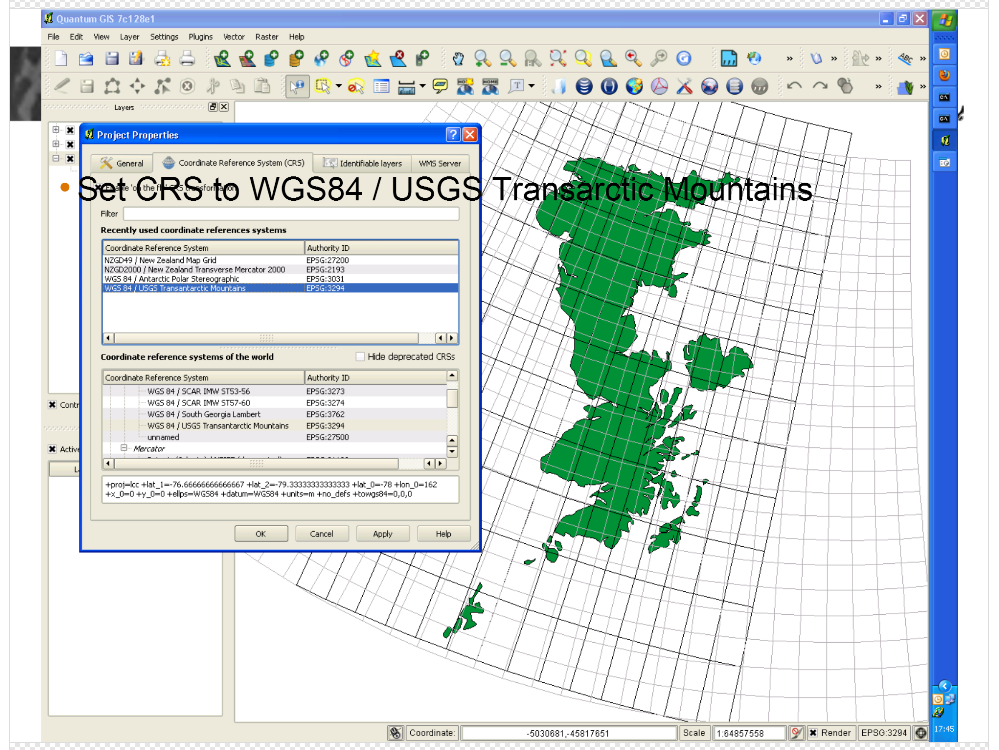 Quantum GIS 7c128e1
File Edit View Layer Settings Plugins Vector Raster Help
Layers
Project Properties
General Coordinate Reference System (CRS) Identifiable layers WMS Server
Set CRS to WGS84 / USGS Transarctic Mountains
Filter
Recently used coordinate references systems
Coordinate Reference System Authority ID
NZGD49 / New Zealand Map Grid EPSG:27200
NZGD2000 / New Zealand Transverse Mercator 2000 EPSG:2193
WGS 84 / Antarctic Polar Stereographic EPSG:3031
WGS 84 / USGS Transantarctic Mountains EPSG:3294
Coordinate reference systems of the world Hide deprecated CRSs
Coordinate Reference System Authority ID
WGS 84 / SCAR IMW ST53-56 EPSG:3273
WGS 84 / SCAR IMW ST57-60 EPSG:3274
WGS 84 / South Georgia Lambert EPSG:3762
WGS 84 / USGS Transantarctic Mountains EPSG:3294
unnamed EPSG:27500
Mercator
+proj=lcc +lat_1=-76.66666666666667 +lat_2=-79.33333333333333 +lat_0=-78 +lon_0=162
+x_0=0 +y_0=0 +ellps=WGS84 +datum=WGS84 +units=m +no_defs +towgs84=0,0,0
OK Cancel Apply Help
Contr
Active
Coordinate: -5030681,-45817651 Scale 1:64857558 Render EPSG:3294
17:45